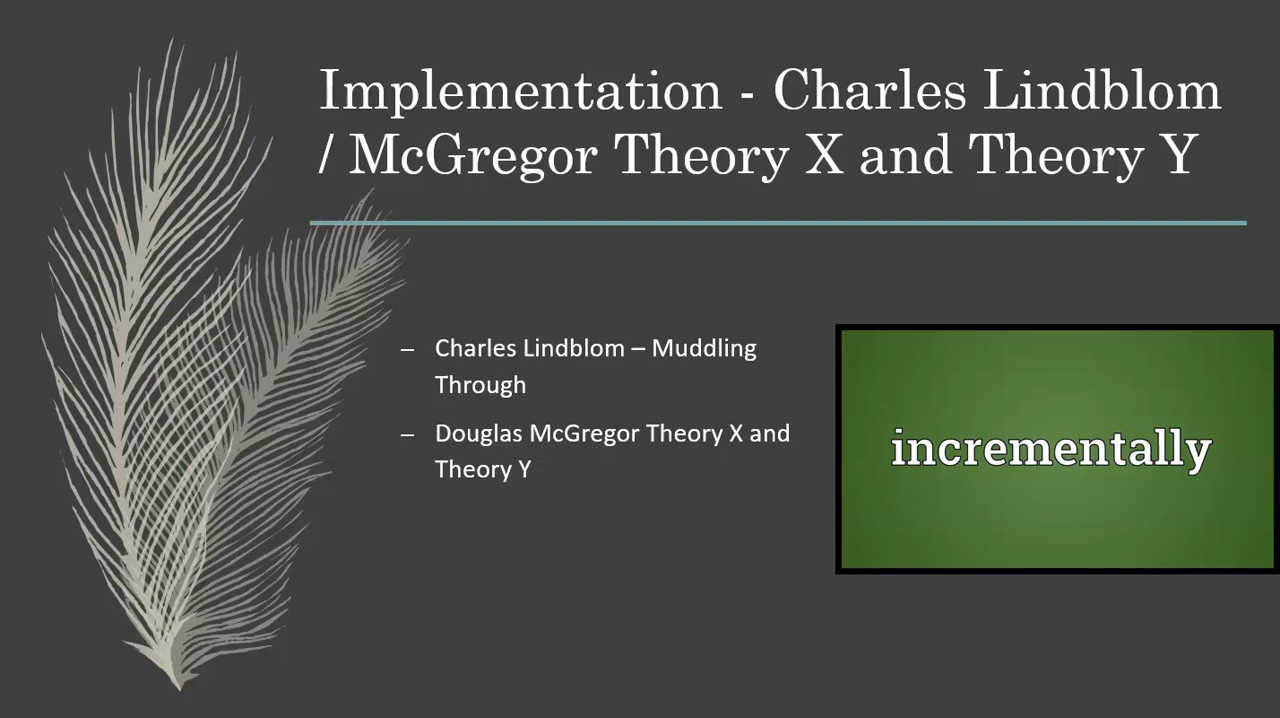 Implementation - Charles Lindblom
/ McGregor Theory X and Theory Y
– Charles Lindblom – Muddling
Through
– Douglas McGregor Theory X and
Theory Y
incrementally